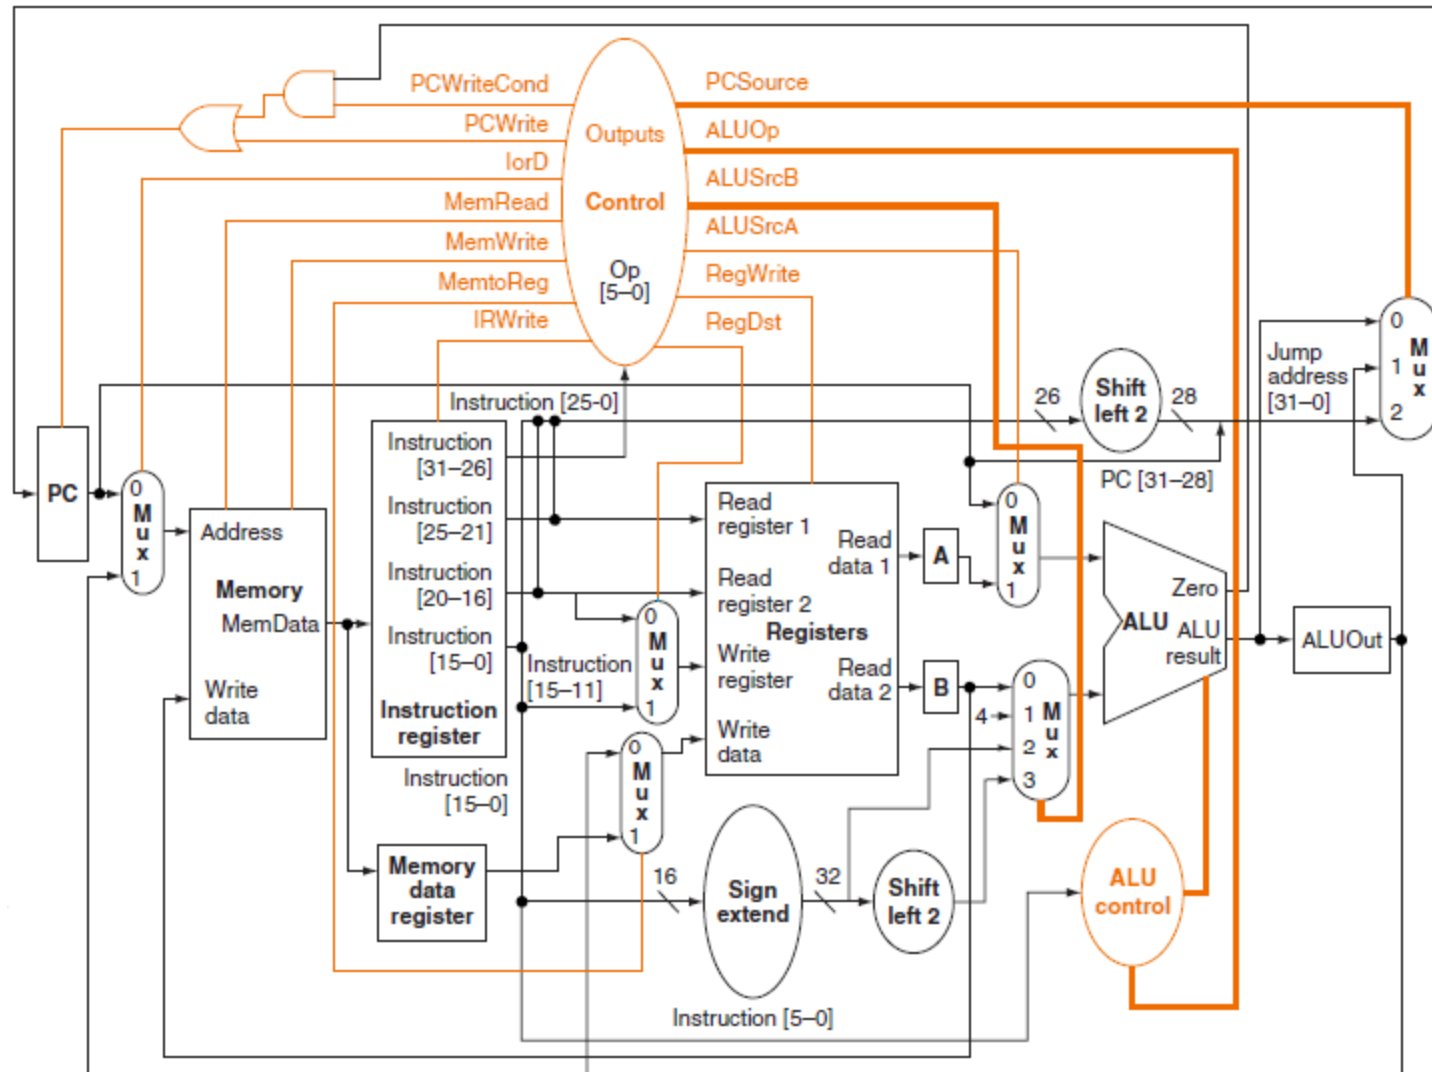 PCWriteCond
PCSource
PCWrite
Outputs
ALUOp
IorD
ALUSrcB
MemRead
Control
ALUSrcA
MemWrite
Op
[5–0]
MemtoReg
RegWrite
IRWrite
RegDst
0
M
u
x
1
2
Jump
address
[31–0]
Shift
left 2
26
28
Instruction [25-0]
PC [31–28]
PC
0
M
u
x
1
Address
Memory
MemData
Write
data
Instruction
[31–26]
Instruction
[25–21]
Instruction
[20–16]
Instruction
[15–0]
Instruction
register
Instruction
[15–11]
0
M
u
x
1
Read
register 1
Read
register 2
Registers
Write
register
Write
data
Read
data 1
Read
data 2
A
B
0
M
u
x
1
0
4
1
M
u
x
2
3
Zero
ALU
ALU
result
ALUOut
0
M
u
x
1
Instruction
[15–0]
Memory
data
register
16
Sign
extend
32
Shift
left 2
ALU
control
Instruction [5–0]